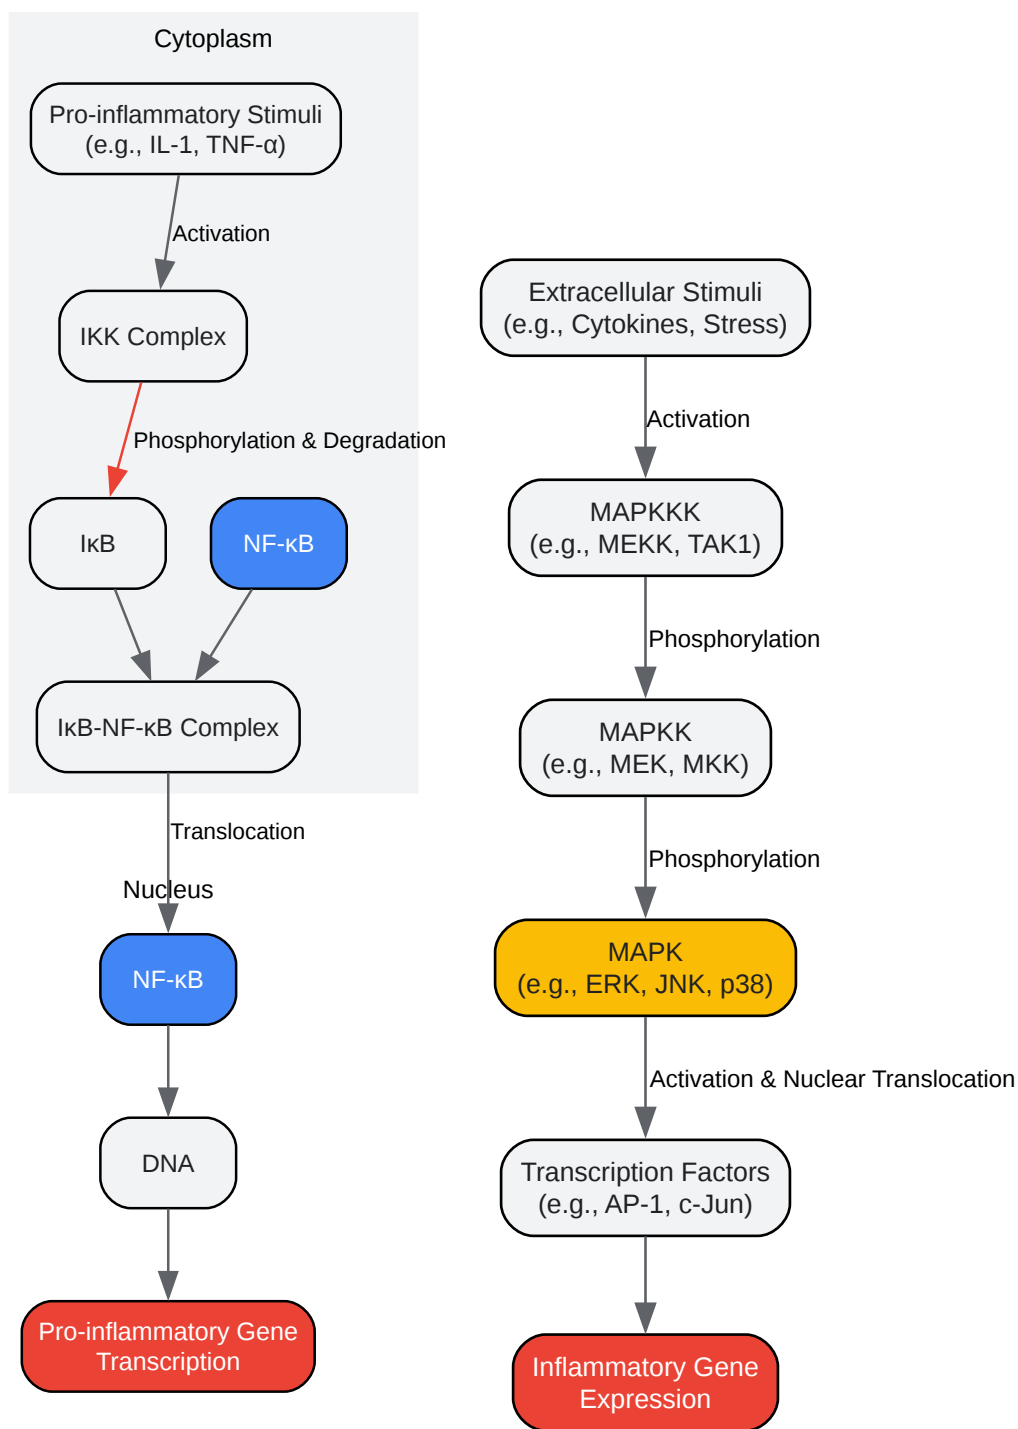 Cytoplasm
Pro-inflammatory Stimuli
(e.g., IL-1, TNF-α)
Activation
IKK Complex
Phosphorylation & Degradation
IκB
NF-κB
IκB-NF-κB Complex
Translocation
Nucleus
NF-κB
DNA
Pro-inflammatory Gene
Transcription
Extracellular Stimuli
(e.g., Cytokines, Stress)
Activation
MAPKKK
(e.g., MEKK, TAK1)
Phosphorylation
MAPKK
(e.g., MEK, MKK)
Phosphorylation
MAPK
(e.g., ERK, JNK, p38)
Activation & Nuclear Translocation
Transcription Factors
(e.g., AP-1, c-Jun)
Inflammatory Gene
Expression